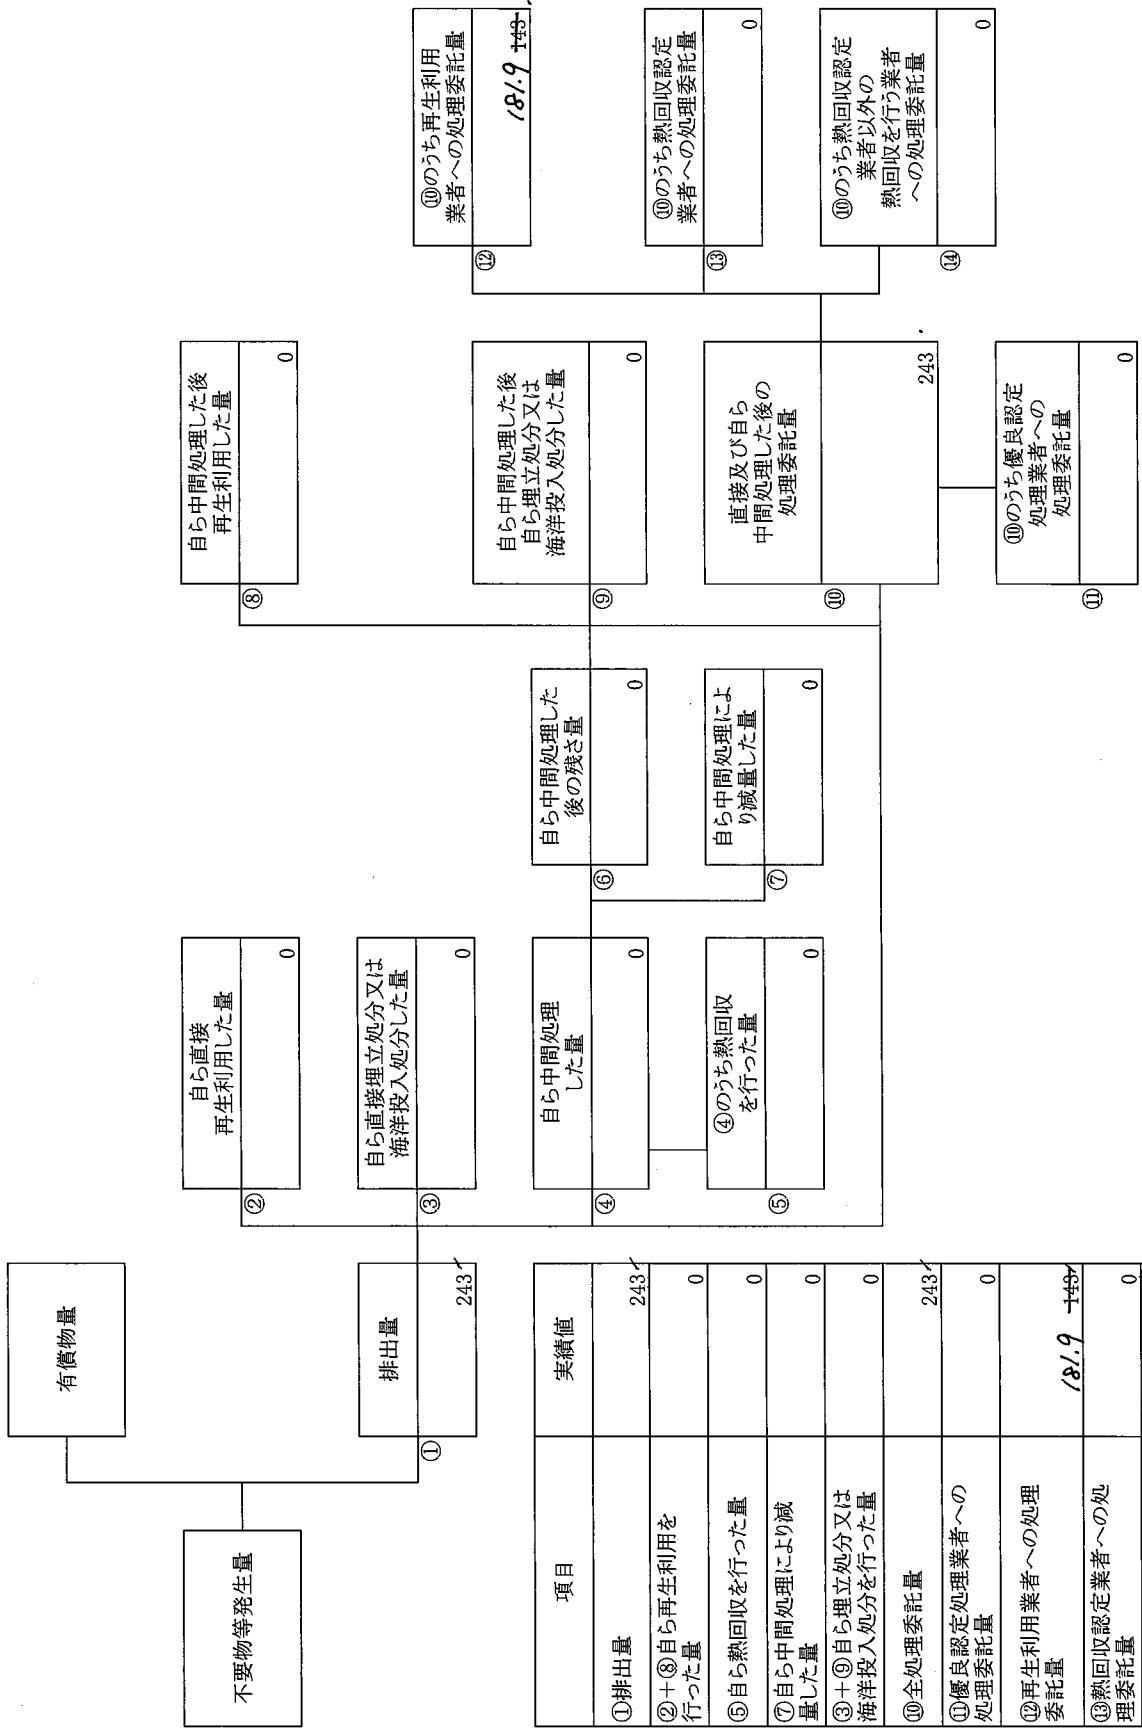 不要物等発生量
有償物量
①
排出量
243
②
自ら直接
再生利用した量
0
③
自ら直接埋立処分又は
海洋投入処分した量
0
④
自ら中間処理
した量
0
⑤
④のうち熱回収
を行った量
0
⑥
自ら中間処理した
後の残さ量
0
⑦
自ら中間処理によ
り減量した量
0
⑧
自ら中間処理した後
再生利用した量
0
⑨
自ら中間処理した後
自ら埋立処分又は
海洋投入処分した量
0
⑩
直接及び自ら
中間処理した後の
処理委託量
243
⑪
⑩のうち優良認定
処理業者への
処理委託量
0
⑫
⑩のうち再生利用
業者への処理委託量
181.9 143
⑬
⑩のうち熱回収認定
業者への処理委託量
0
⑭
⑩のうち熱回収認定
業者以外の
熱回収を行う業者
への処理委託量
0
項目 実績値
①排出量 243
②+⑧自ら再生利用を
行った量 0
⑤自ら熱回収を行った量 0
⑦自ら中間処理により減
量した量 0
③+⑨自ら埋立処分又は
海洋投入処分を行った量 0
⑩全処理委託量 243
⑪優良認定処理業者への
処理委託量 0
⑫再生利用業者への処理
委託量 181.9 143
⑬熱回収認定業者への処
理委託量 0